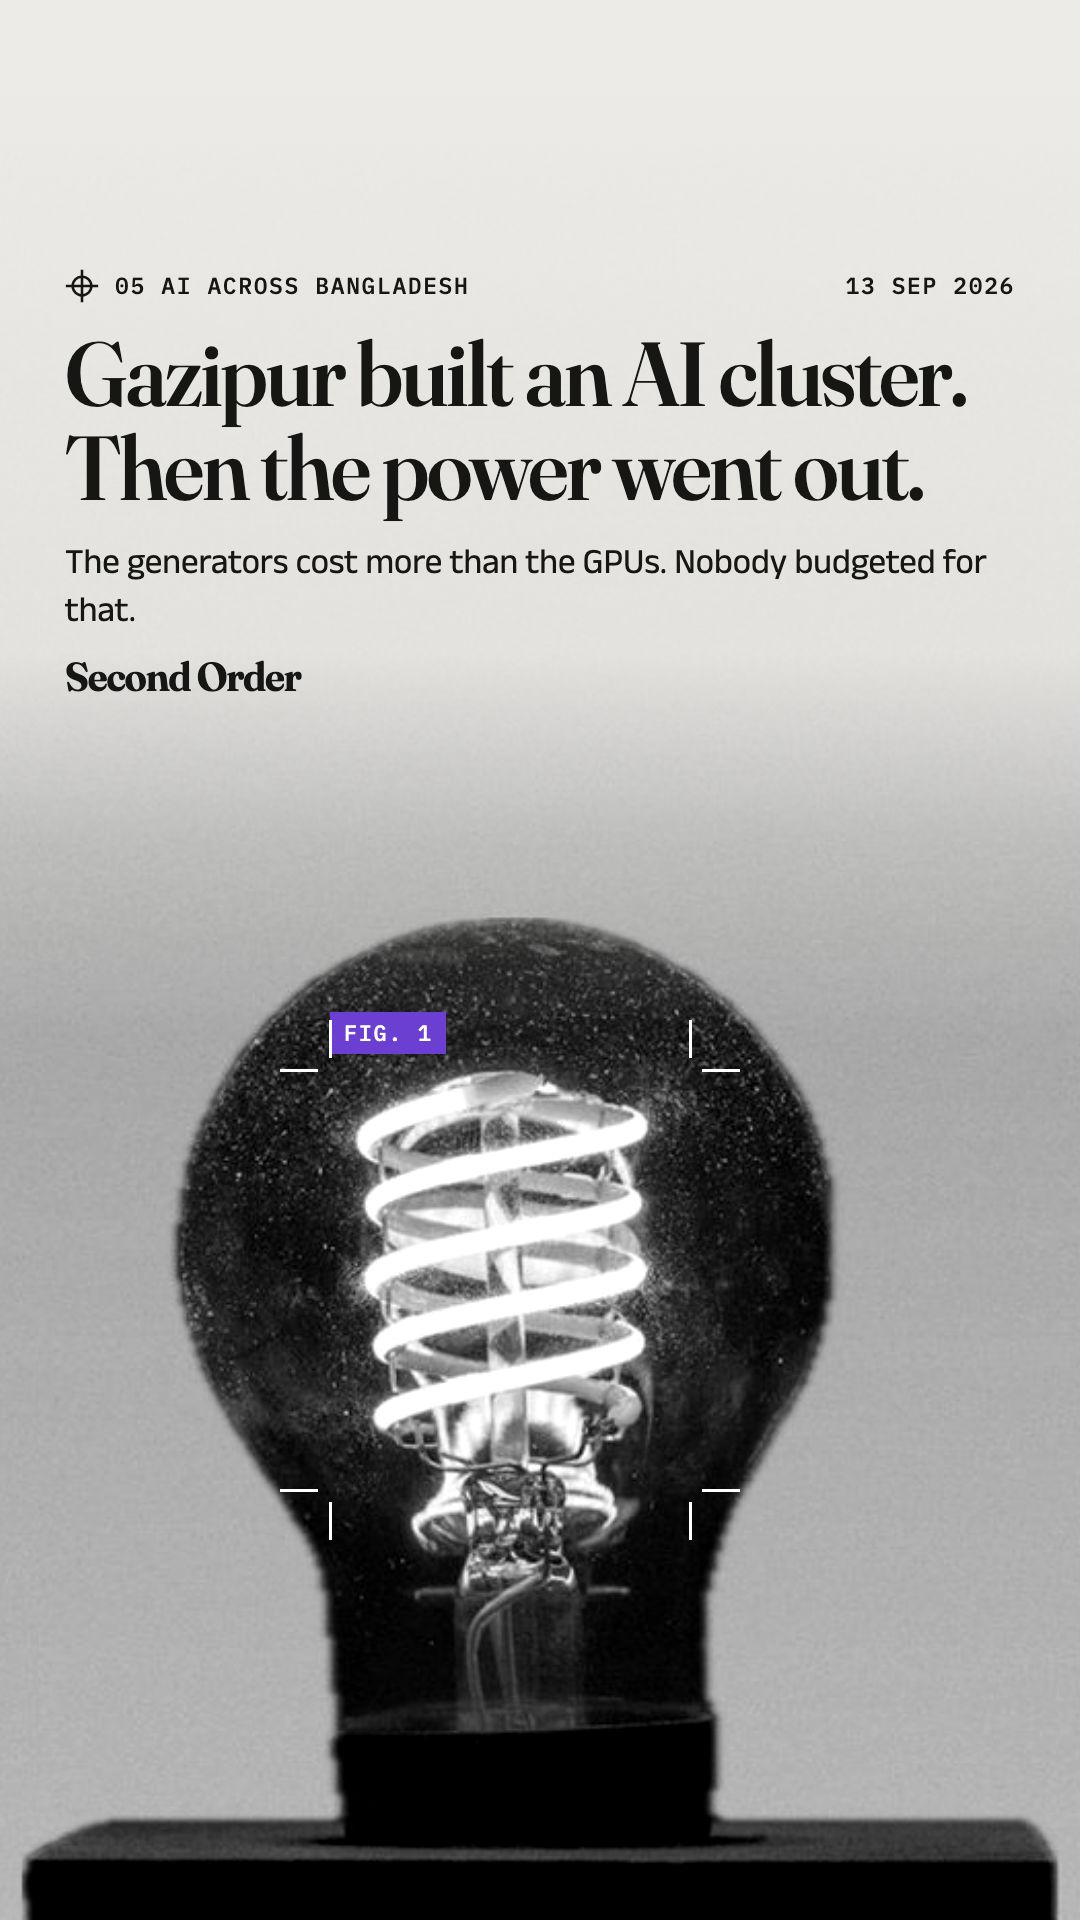 05 AI ACROSS BANGLADESH
13 SEP 2026
Gazipur built an AI cluster.
Then the power went out.
The generators cost more than the GPUs. Nobody budgeted for
that.
Second Order
FIG. 1